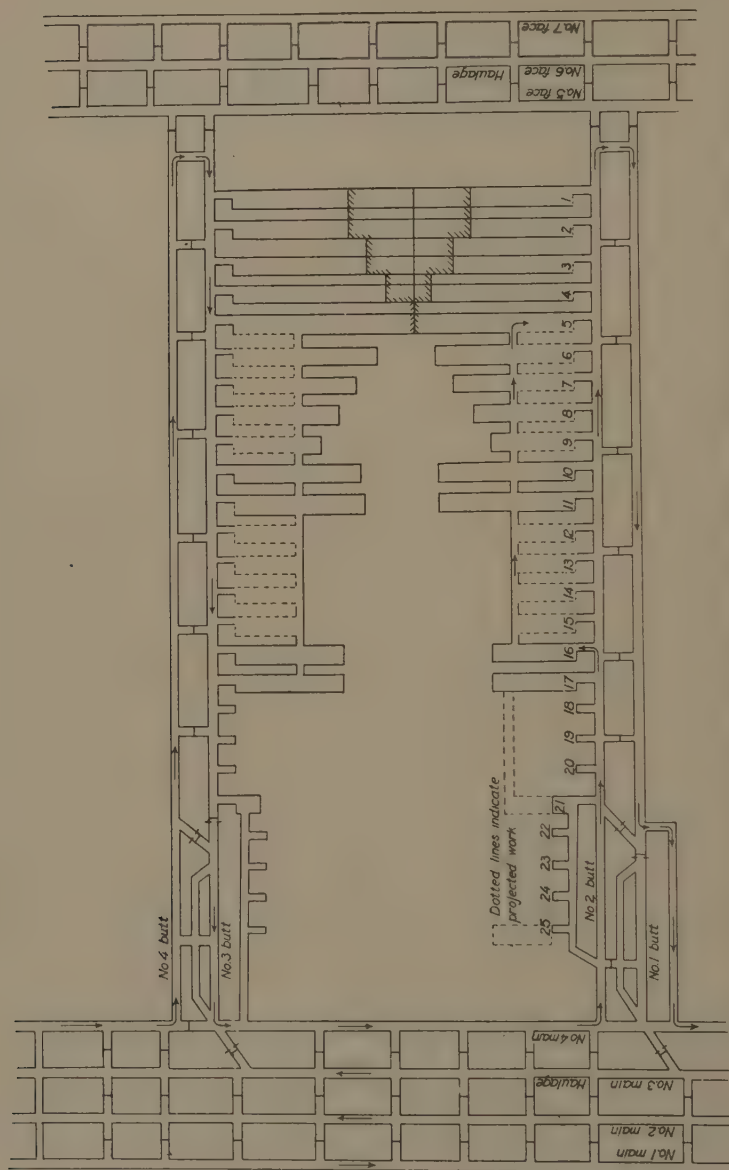 No.7 face
Haulage
No.6 face
No.5 face
1
2
3
4
5
6
7
8
9
10
11
12
13
14
15
16
17
18
19
20
21
22
23
24
25
Dotted lines indicate
projected work
No.4 butt
No.3 butt
No.2 butt
No.1 butt
No.4 main
Haulage
No.3 main
No.2 main
No.1 main